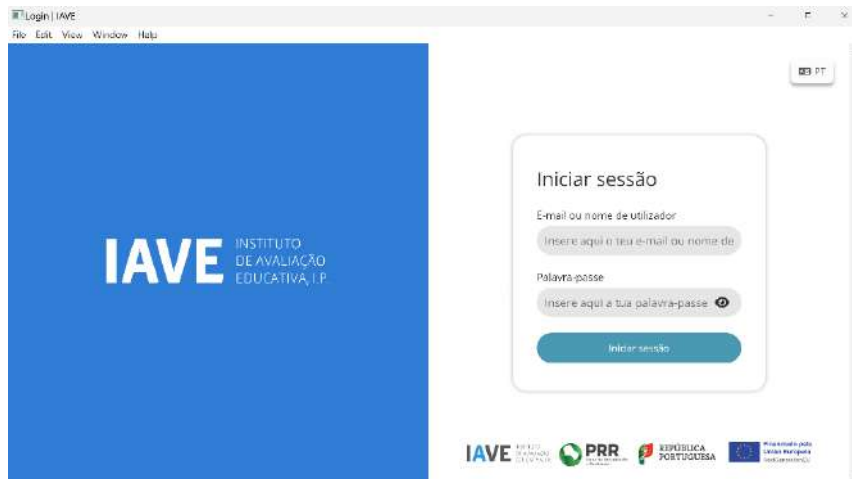 Login | IAVE
File Edit View Window Help
PT
IAVE INSTITUTO
DE AVALIAÇÃO
EDUCATIVA, I.P.
Iniciar sessão
E-mail ou nome de utilizador
Insere aqui o teu e-mail ou nome de
Palavra-passe
Insere aqui a tua palavra-passe
Iniciar sessão
IAVE
PRR
REPÚBLICA
PORTUGUESA
União Europeia